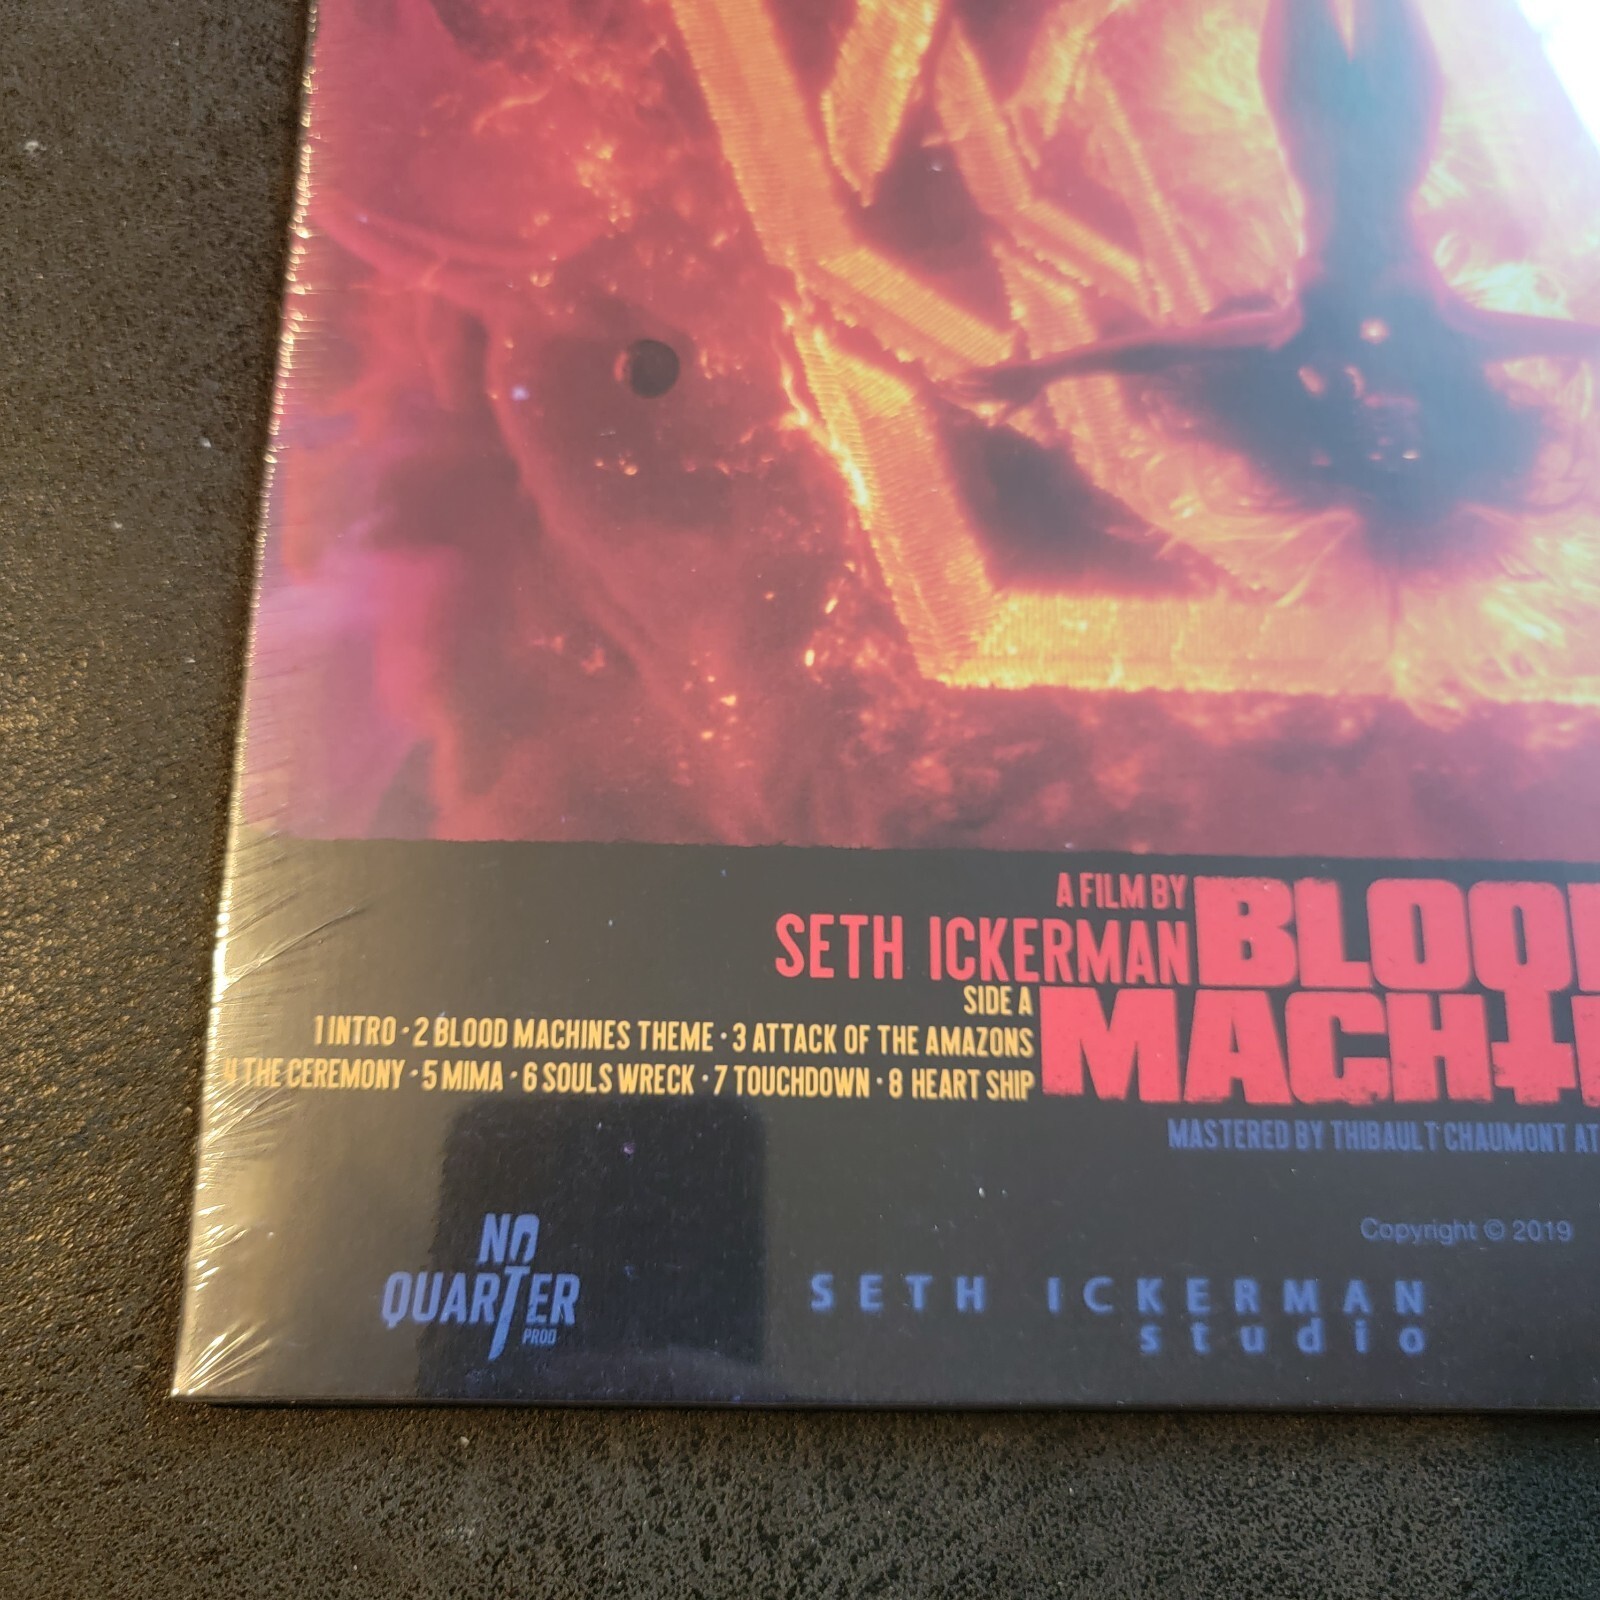 A FILM BY
SETH ICKERMAN
BLOOD
MACHI
SIDE A
1 INTRO · 2 BLOOD MACHINES THEME · 3 ATTACK OF THE AMAZONS
4 THE CEREMONY · 5 MIMA · 6 SOULS WRECK · 7 TOUCHDOWN · 8 HEART SHIP
MASTERED BY THIBAULT CHAUMONT AT
Copyright © 2019
NO
QUARTER
PROD
SETH ICKERMAN
studio